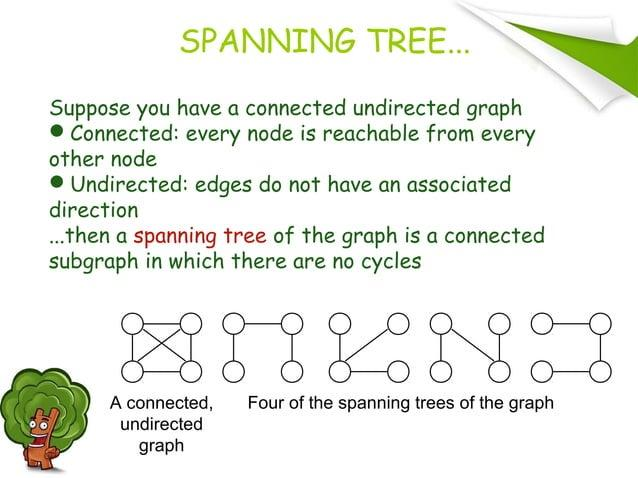 SPANNING TREE...
Suppose you have a connected undirected graph
● Connected: every node is reachable from every
other node
● Undirected: edges do not have an associated
direction
...then a spanning tree of the graph is a connected
subgraph in which there are no cycles
A connected,
undirected
graph
Four of the spanning trees of the graph